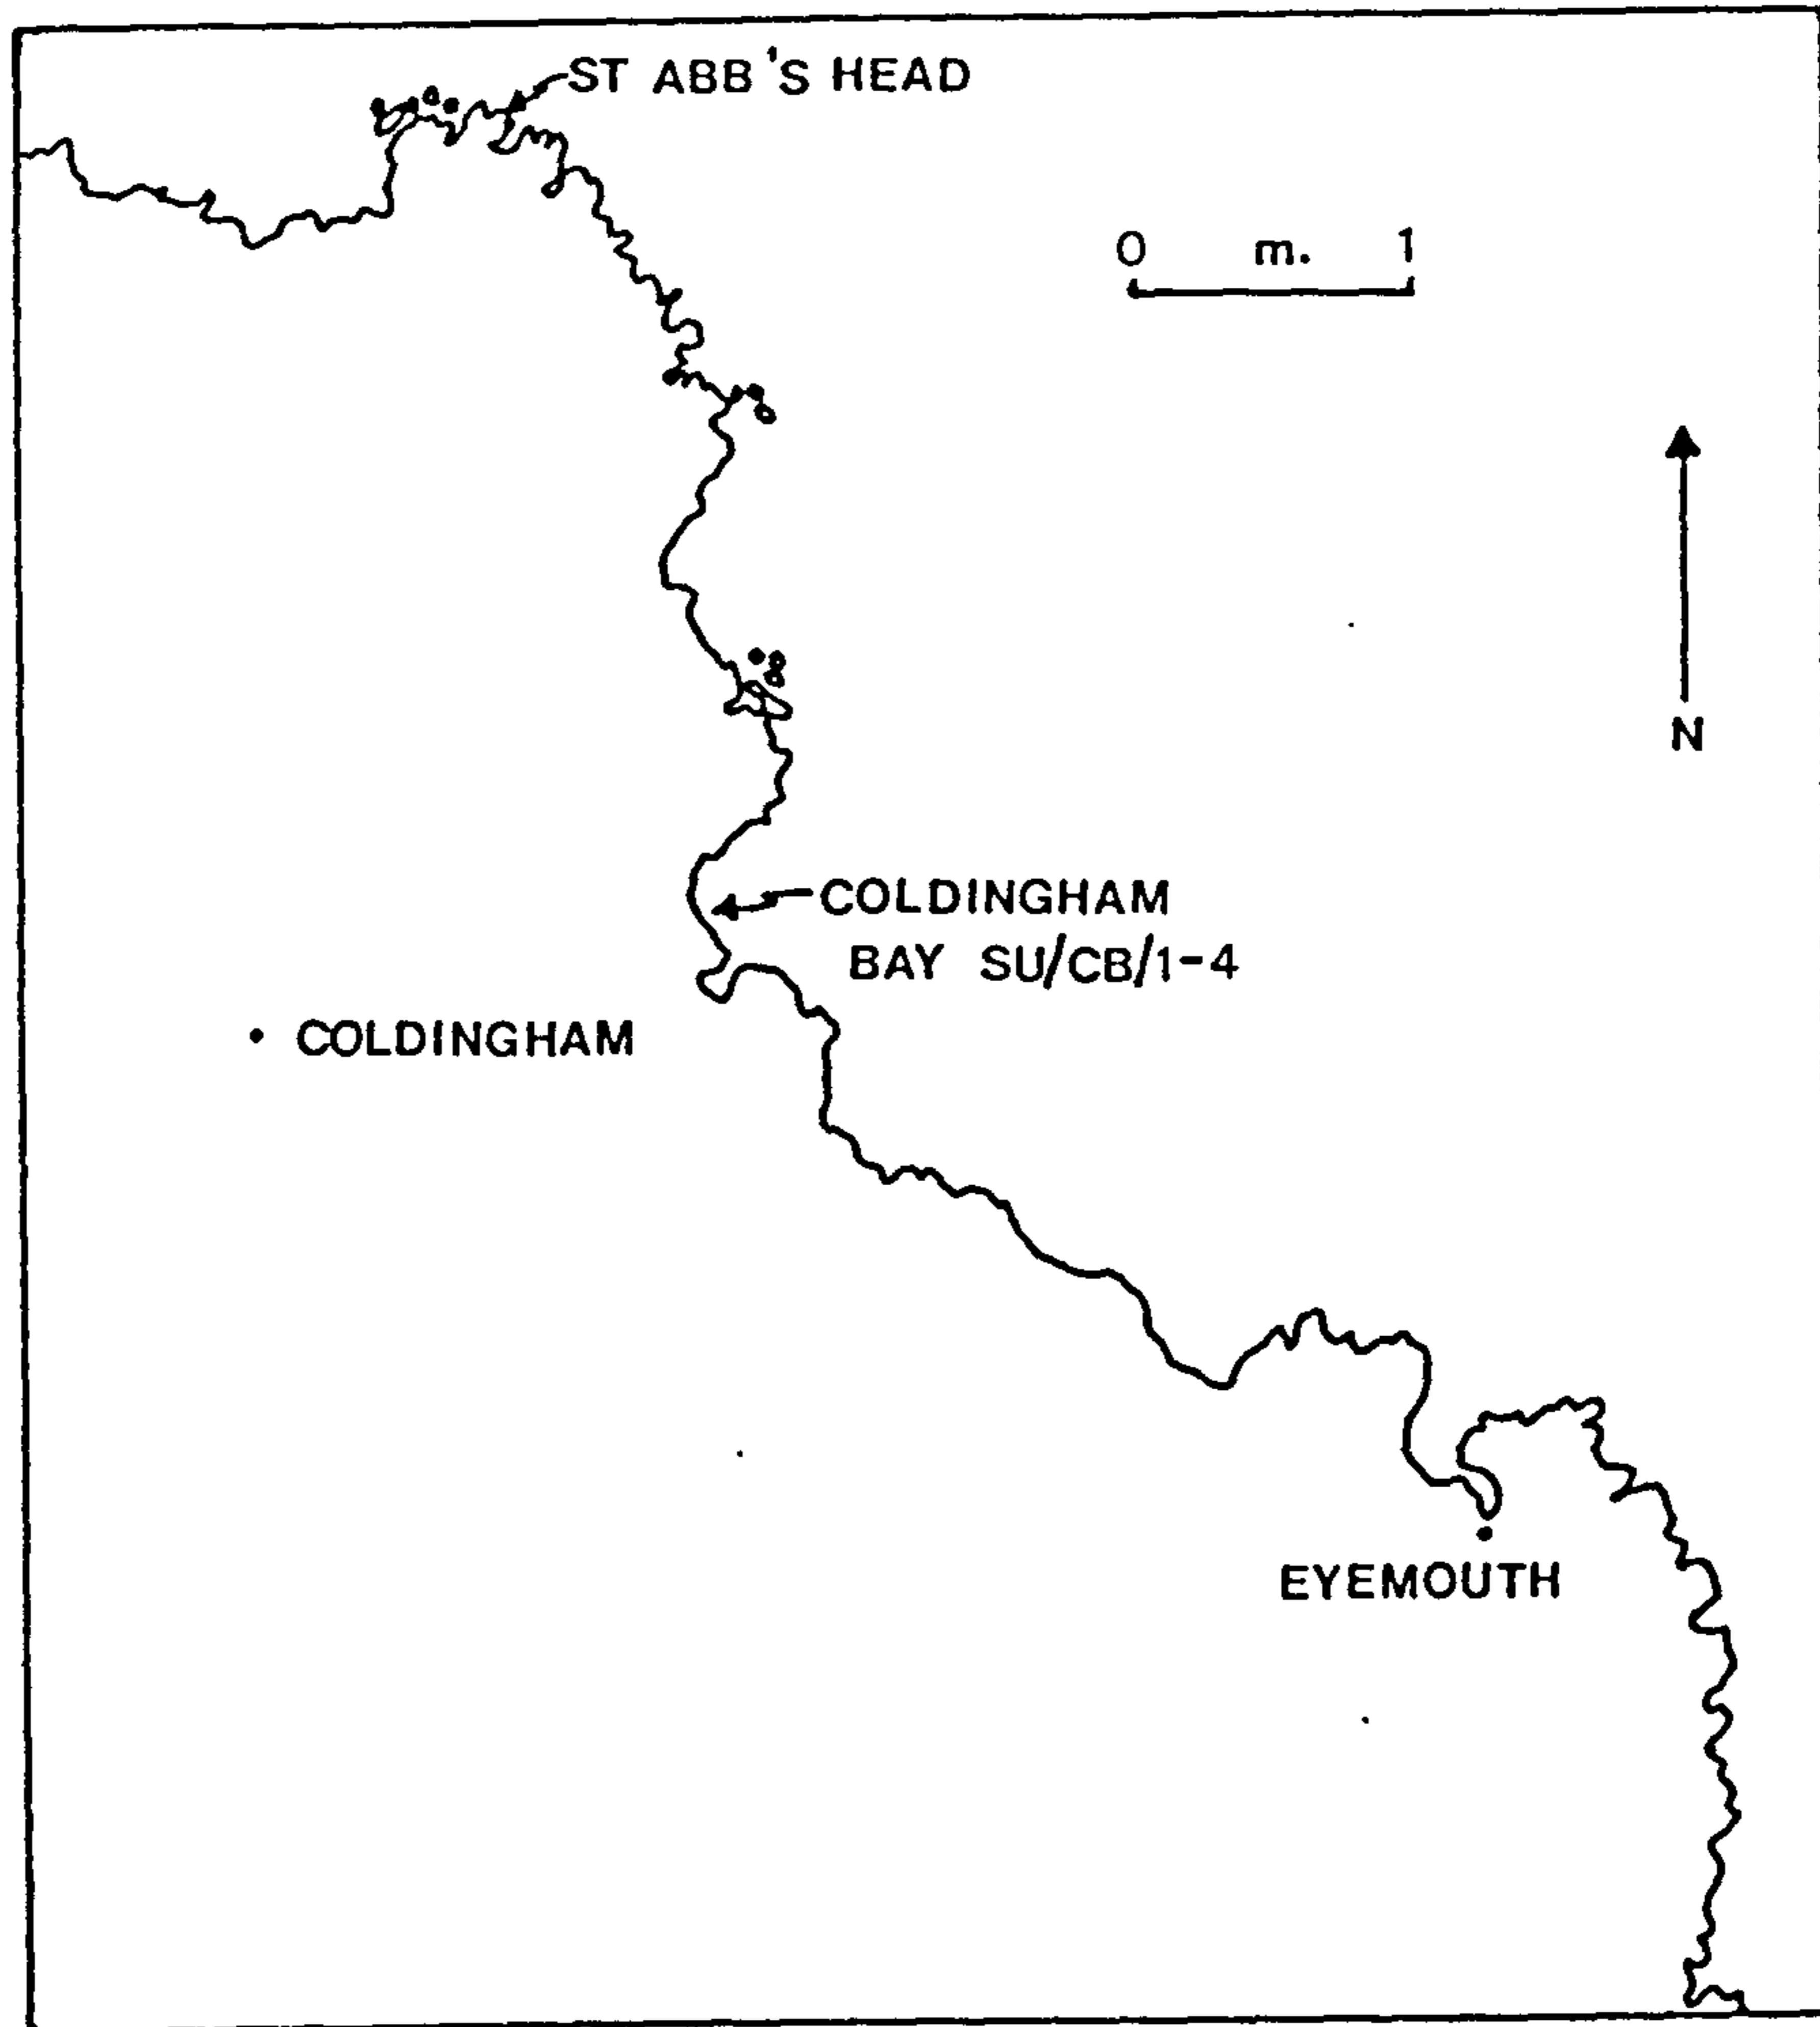 ST ABB'S HEAD
0 m. 1
N
COLDINGHAM
BAY SU/CB/1-4
COLDINGHAM
EYEMOUTH